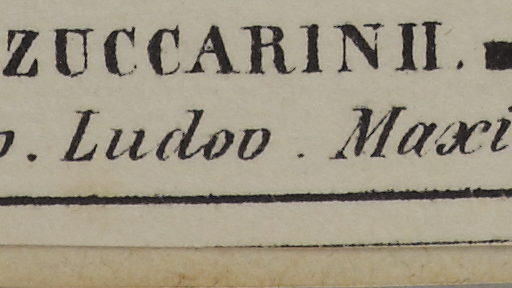 ZUCCARINII.
. Ludov. Maxi